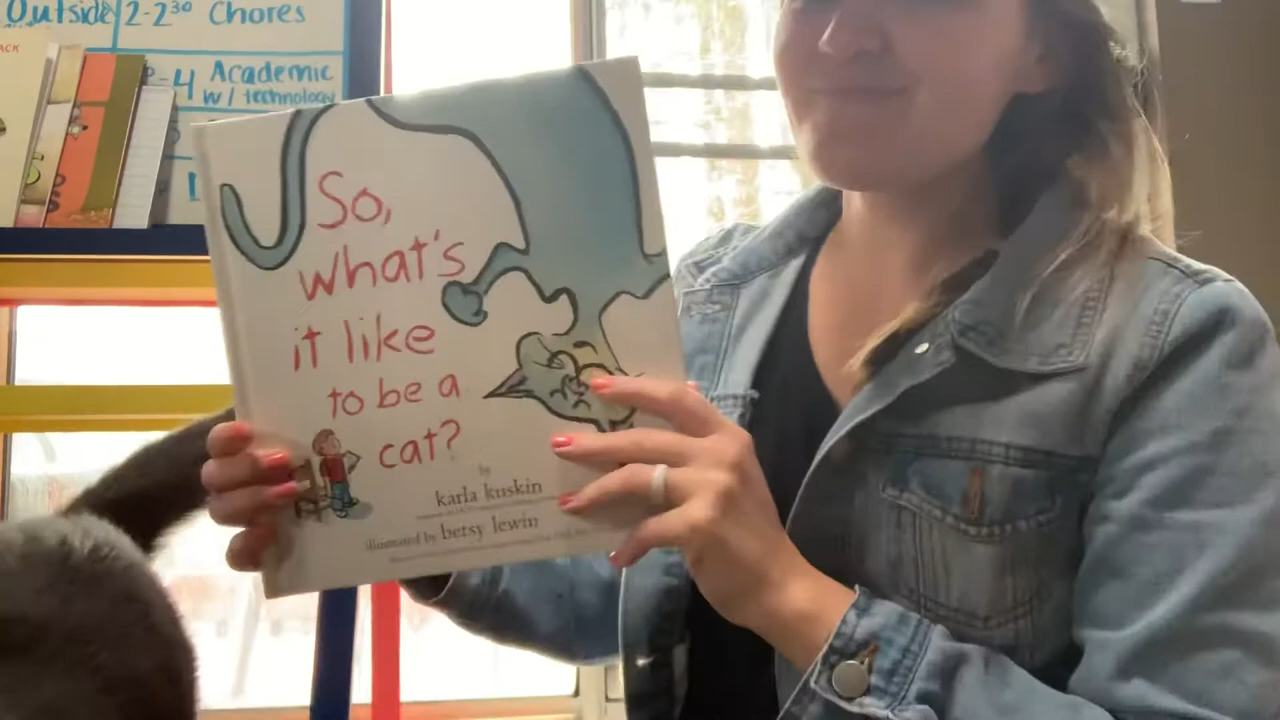 Outside 2-2³⁰ Chores
-4 Academic
w/ technology
ACK
So,
what's
it like
to be a
cat?
by
karla kuskin
illustrated by betsy lewin